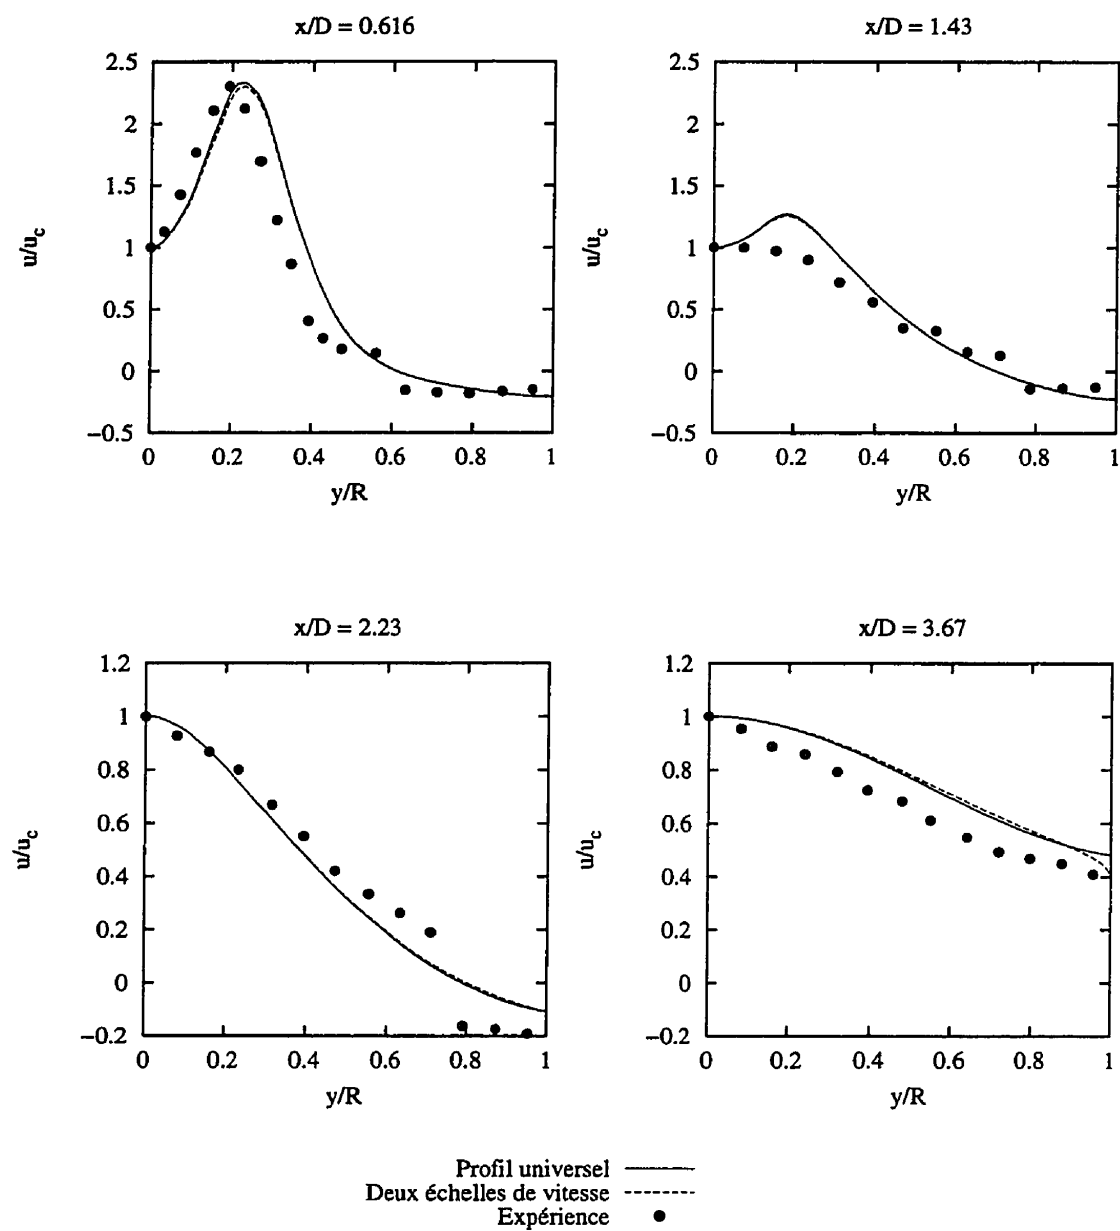 x/D = 0.616
2.5
2
1.5
1
0.5
0
−0.5
u/u_c
0 0.2 0.4 0.6 0.8 1
y/R
x/D = 1.43
2.5
2
1.5
1
0.5
0
−0.5
u/u_c
0 0.2 0.4 0.6 0.8 1
y/R
x/D = 2.23
1.2
1
0.8
0.6
0.4
0.2
0
−0.2
u/u_c
0 0.2 0.4 0.6 0.8 1
y/R
x/D = 3.67
1.2
1
0.8
0.6
0.4
0.2
0
−0.2
u/u_c
0 0.2 0.4 0.6 0.8 1
y/R
Profil universel
Deux échelles de vitesse
Expérience